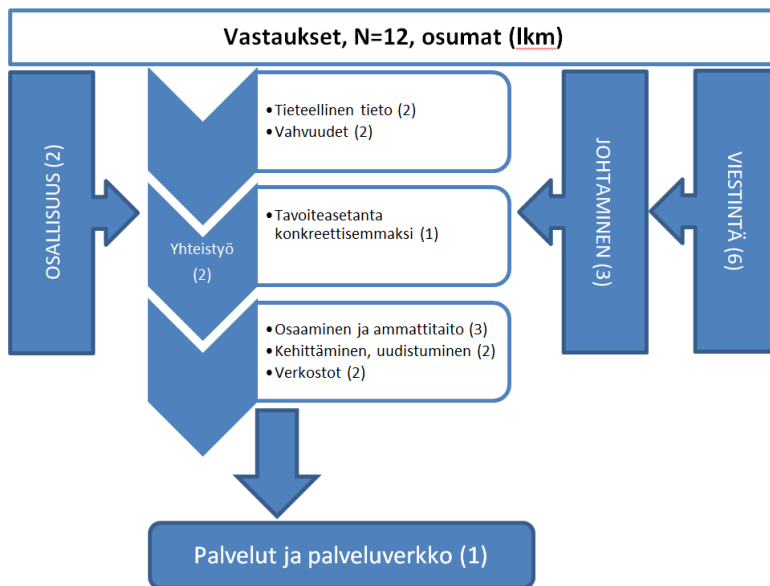 Vastaukset, N=12, osumat (lkm)
OSALLISUUS (2)
•Tieteellinen tieto (2)
•Vahvuudet (2)
Yhteistyö
(2)
•Tavoiteasetanta
konkreettisemmaksi (1)
•Osaaminen ja ammattitaito (3)
•Kehittäminen, uudistuminen (2)
•Verkostot (2)
JOHTAMINEN (3)
VIESTINTÄ (6)
Palvelut ja palveluverkko (1)